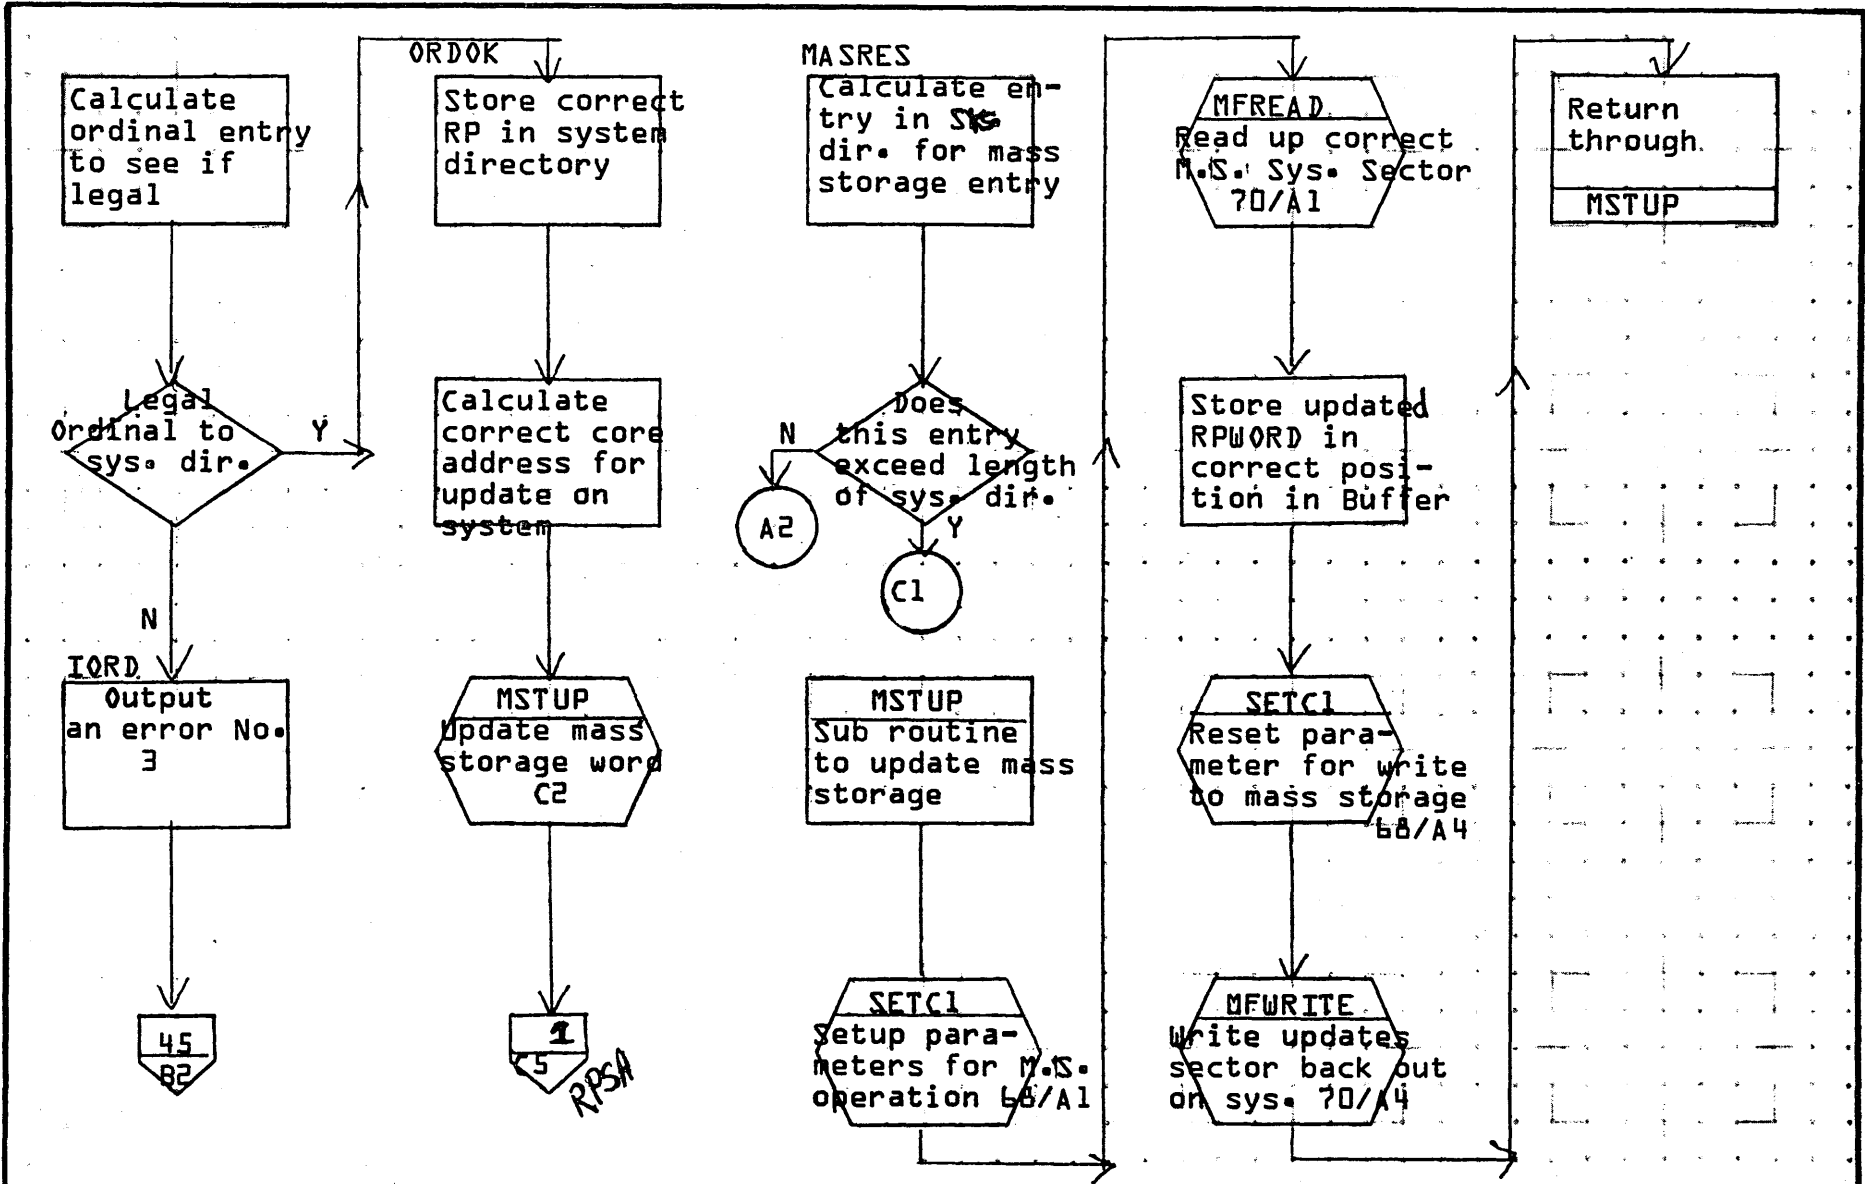 Calculate
ordinal entry
to see if
legal
Legal
Ordinal to
sys. dir.
Y
N
IORD
Output
an error No.
3
45
B2
ORDOK
Store correct
RP in system
directory
Calculate
correct core
address for
update on
system
MSTUP
Update mass
storage word
C2
1
C5
RPSA
MASRES
Calculate en-
try in Sys
dir. for mass
storage entry
Does
this entry
exceed length
of sys. dir.
N
A2
Y
C1
MSTUP
Sub routine
to update mass
storage
SETC1
Setup para-
meters for M.S.
operation 68/A1
MFREAD
Read up correct
M.S. Sys. Sector
70/A1
Store updated
RPWORD in
correct posi-
tion in Buffer
SETC1
Reset para-
meter for write
to mass storage
68/A4
MFWRITE
Write updates
sector back out
on sys. 70/A4
Return
through
MSTUP